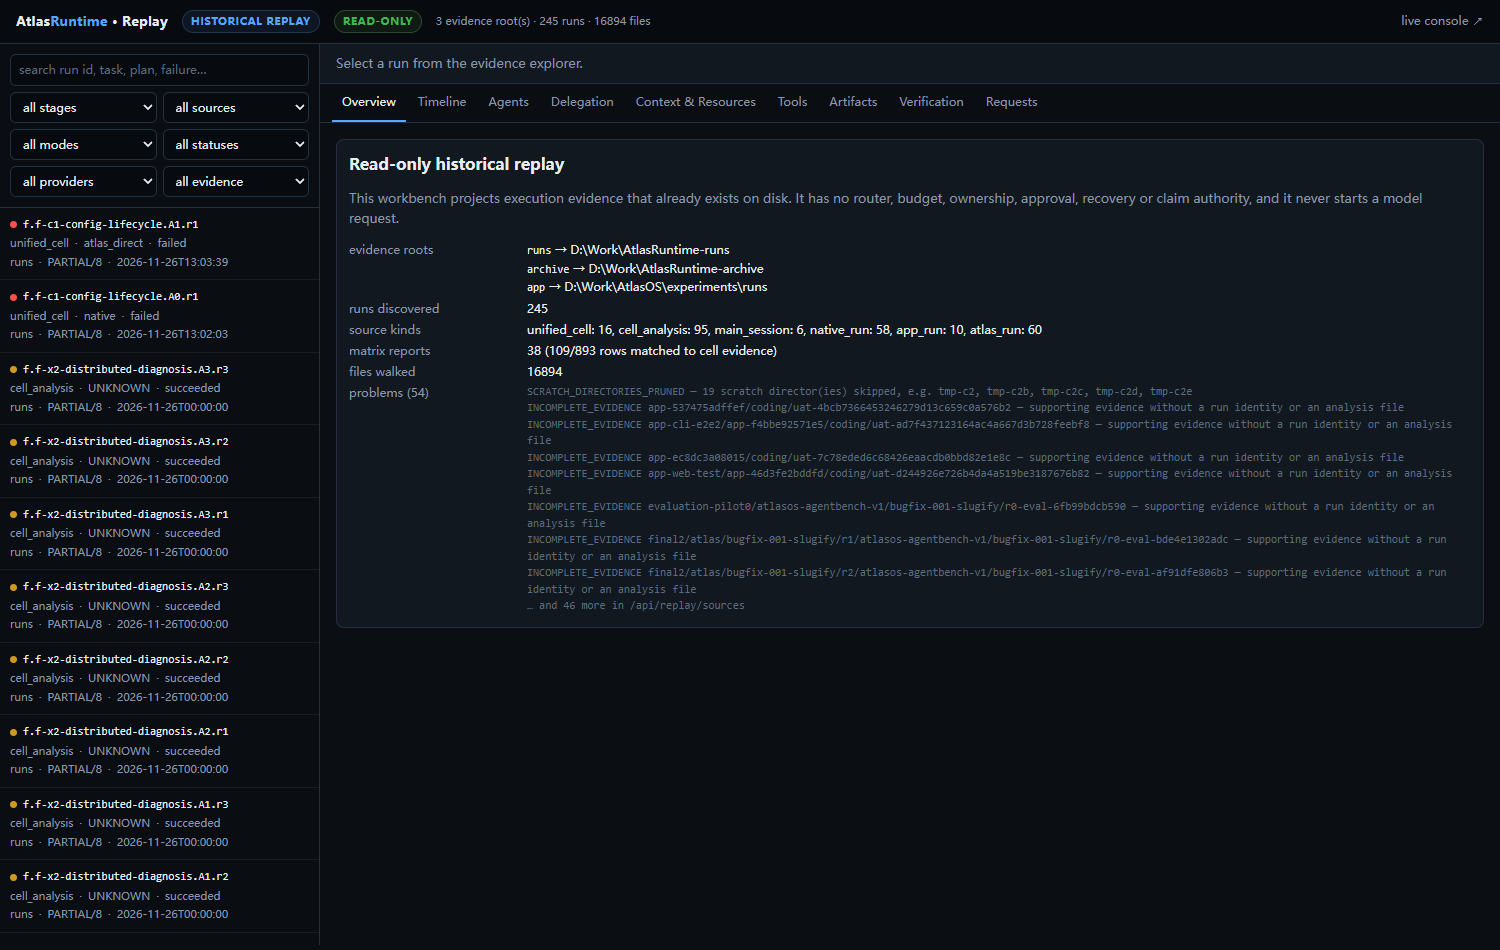 AtlasRuntime • Replay
HISTORICAL REPLAY
READ-ONLY
3 evidence root(s) · 245 runs · 16894 files
live console ↗
search run id, task, plan, failure...
all stages
all sources
all modes
all statuses
all providers
all evidence
f.f-c1-config-lifecycle.A1.r1
unified_cell · atlas_direct · failed
runs · PARTIAL/8 · 2026-11-26T13:03:39
f.f-c1-config-lifecycle.A0.r1
unified_cell · native · failed
runs · PARTIAL/8 · 2026-11-26T13:02:03
f.f-x2-distributed-diagnosis.A3.r3
cell_analysis · UNKNOWN · succeeded
runs · PARTIAL/8 · 2026-11-26T00:00:00
f.f-x2-distributed-diagnosis.A3.r2
cell_analysis · UNKNOWN · succeeded
runs · PARTIAL/8 · 2026-11-26T00:00:00
f.f-x2-distributed-diagnosis.A3.r1
cell_analysis · UNKNOWN · succeeded
runs · PARTIAL/8 · 2026-11-26T00:00:00
f.f-x2-distributed-diagnosis.A2.r3
cell_analysis · UNKNOWN · succeeded
runs · PARTIAL/8 · 2026-11-26T00:00:00
f.f-x2-distributed-diagnosis.A2.r2
cell_analysis · UNKNOWN · succeeded
runs · PARTIAL/8 · 2026-11-26T00:00:00
f.f-x2-distributed-diagnosis.A2.r1
cell_analysis · UNKNOWN · succeeded
runs · PARTIAL/8 · 2026-11-26T00:00:00
f.f-x2-distributed-diagnosis.A1.r3
cell_analysis · UNKNOWN · succeeded
runs · PARTIAL/8 · 2026-11-26T00:00:00
f.f-x2-distributed-diagnosis.A1.r2
cell_analysis · UNKNOWN · succeeded
runs · PARTIAL/8 · 2026-11-26T00:00:00
Select a run from the evidence explorer.
Overview
Timeline
Agents
Delegation
Context & Resources
Tools
Artifacts
Verification
Requests
Read-only historical replay
This workbench projects execution evidence that already exists on disk. It has no router, budget, ownership, approval, recovery or claim authority, and it never starts a model
request.
evidence roots
runs → D:\Work\AtlasRuntime-runs
archive → D:\Work\AtlasRuntime-archive
app → D:\Work\AtlasOS\experiments\runs
runs discovered
245
source kinds
unified_cell: 16, cell_analysis: 95, main_session: 6, native_run: 58, app_run: 10, atlas_run: 60
matrix reports
38 (109/893 rows matched to cell evidence)
files walked
16894
problems (54)
SCRATCH_DIRECTORIES_PRUNED — 19 scratch director(ies) skipped, e.g. tmp-c2, tmp-c2b, tmp-c2c, tmp-c2d, tmp-c2e
INCOMPLETE_EVIDENCE app-537475adffef/coding/uat-4bcb7366453246279d13c659c0a576b2 — supporting evidence without a run identity or an analysis file
INCOMPLETE_EVIDENCE app-cli-e2e2/app-f4bbe92571e5/coding/uat-ad7f437123164ac4a667d3b728feebf8 — supporting evidence without a run identity or an analysis
file
INCOMPLETE_EVIDENCE app-ec8dc3a08015/coding/uat-7c78eded6c68426eaacdb0bbd82e1e8c — supporting evidence without a run identity or an analysis file
INCOMPLETE_EVIDENCE app-web-test/app-46d3fe2bddfd/coding/uat-d244926e726b4da4a519be3187676b82 — supporting evidence without a run identity or an analysis
file
INCOMPLETE_EVIDENCE evaluation-pilot0/atlasos-agentbench-v1/bugfix-001-slugify/r0-eval-6fb99bdcb590 — supporting evidence without a run identity or an
analysis file
INCOMPLETE_EVIDENCE final2/atlas/bugfix-001-slugify/r1/atlasos-agentbench-v1/bugfix-001-slugify/r0-eval-bde4e1302adc — supporting evidence without a run
identity or an analysis file
INCOMPLETE_EVIDENCE final2/atlas/bugfix-001-slugify/r2/atlasos-agentbench-v1/bugfix-001-slugify/r0-eval-af91dfe806b3 — supporting evidence without a run
identity or an analysis file
… and 46 more in /api/replay/sources